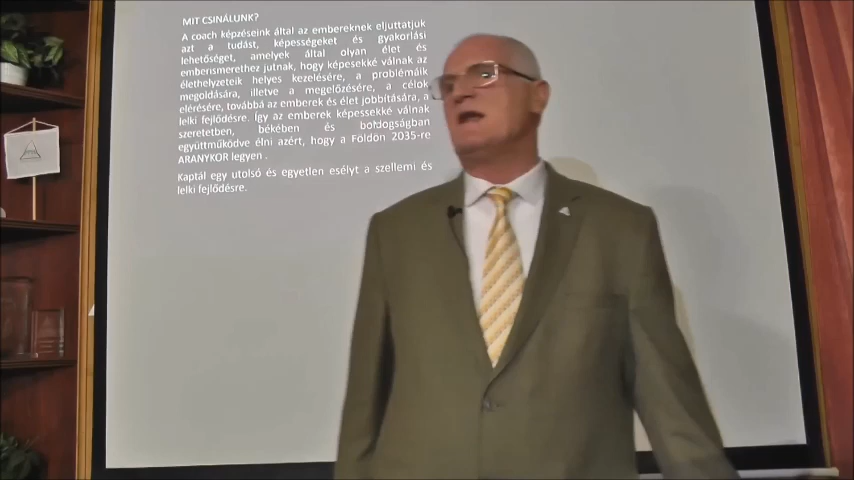 MIT CSINÁLUNK?
A coach képzéseink által az embereknek eljuttatjuk
azt a tudást, képességeket és gyakorlási
lehetőséget, amelyek által olyan élet és
emberismerethez jutnak, hogy képesekké válnak az
élethelyzeteik helyes kezelésére, a problémáik
megoldására, illetve a megelőzésére, a célok
elérésére, továbbá az emberek és élet jobbítására, a
lelki fejlődésre. Így az emberek képessekké válnak
szeretetben, békében és boldogságban
együttműködve élni azért, hogy a Földön 2035-re
ARANYKOR legyen .
Kaptál egy utolsó és egyetlen esélyt a szellemi és
lelki fejlődésre.